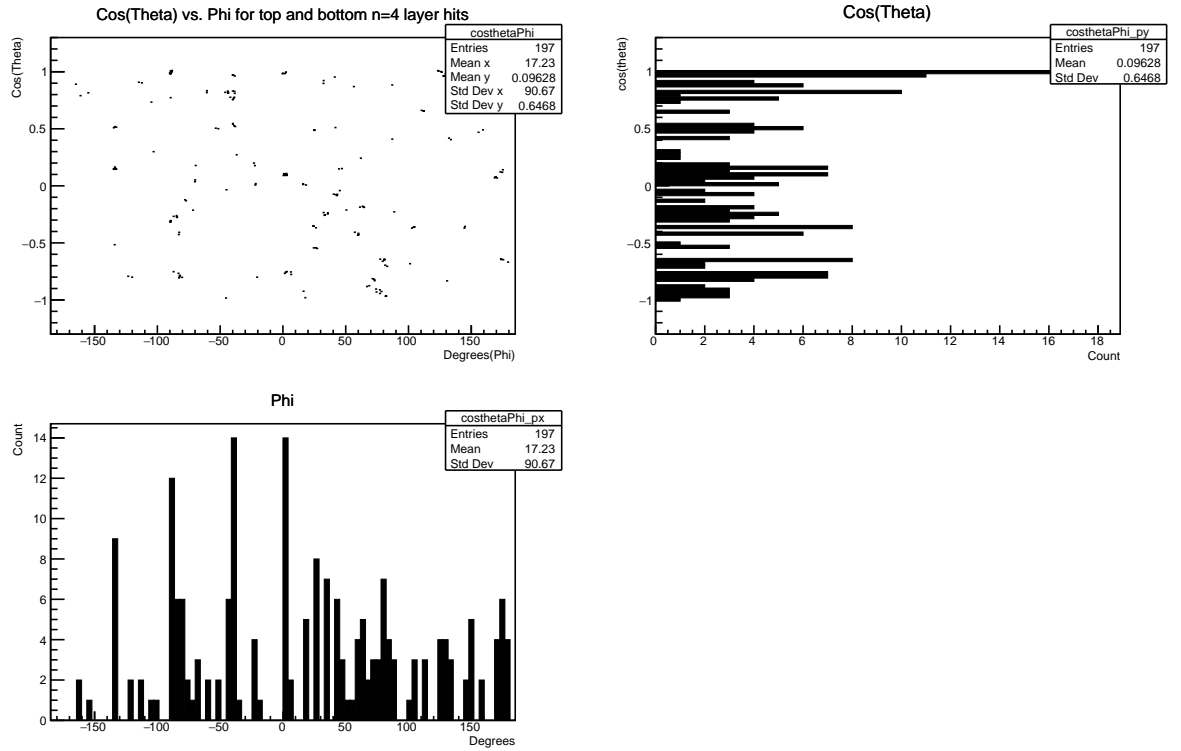 Cos(Theta) vs. Phi for top and bottom n=4 layer hits
costhetaPhi
Entries 197
Mean x 17.23
Mean y 0.09628
Std Dev x 90.67
Std Dev y 0.6468
Cos(Theta)
1
0.5
0
−0.5
−1
−150 −100 −50 0 50 100 150
Degrees(Phi)
Cos(Theta)
costhetaPhi_py
Entries 197
Mean 0.09628
Std Dev 0.6468
cos(theta)
1
0.5
0
−0.5
−1
0 2 4 6 8 10 12 14 16 18
Count
Phi
costhetaPhi_px
Entries 197
Mean 17.23
Std Dev 90.67
Count
14
12
10
8
6
4
2
0
−150 −100 −50 0 50 100 150
Degrees